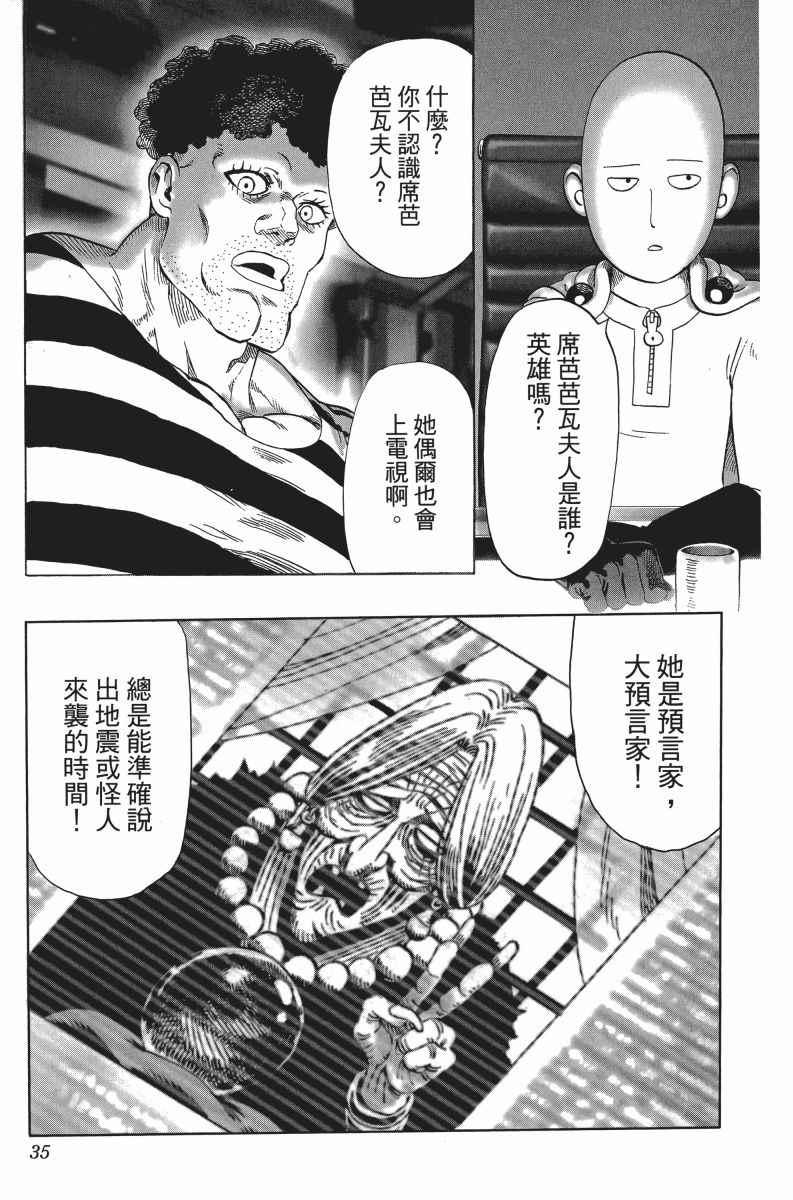 席芭芭瓦夫人是誰?
英雄嗎?
什麼?
你不認識席芭
芭瓦夫人?
她偶爾也會
上電視啊。
她是預言家,
大預言家!
總是能準確說
出地震或怪人
來襲的時間!
35